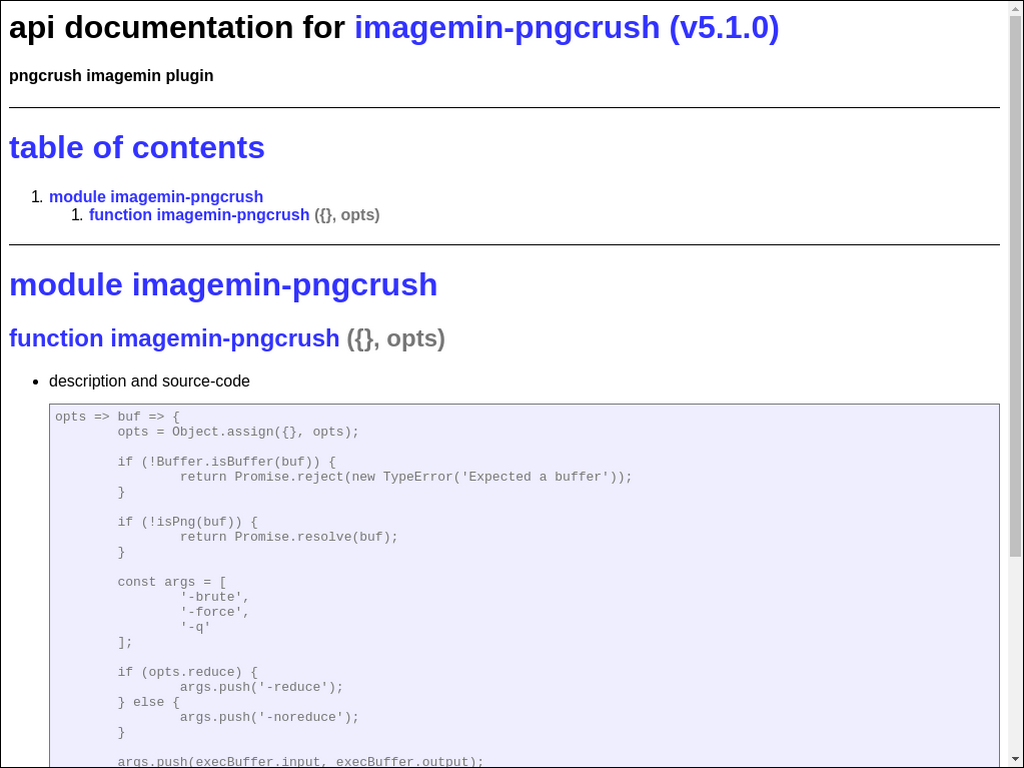 api documentation for imagemin-pngcrush (v5.1.0)
pngcrush imagemin plugin
table of contents
1. module imagemin-pngcrush
1. function imagemin-pngcrush ({}, opts)
module imagemin-pngcrush
function imagemin-pngcrush ({}, opts)
• description and source-code
opts => buf => {
opts = Object.assign({}, opts);
if (!Buffer.isBuffer(buf)) {
return Promise.reject(new TypeError('Expected a buffer'));
}
if (!isPng(buf)) {
return Promise.resolve(buf);
}
const args = [
'-brute',
'-force',
'-q'
];
if (opts.reduce) {
args.push('-reduce');
} else {
args.push('-noreduce');
}
args.push(execBuffer.input, execBuffer.output);